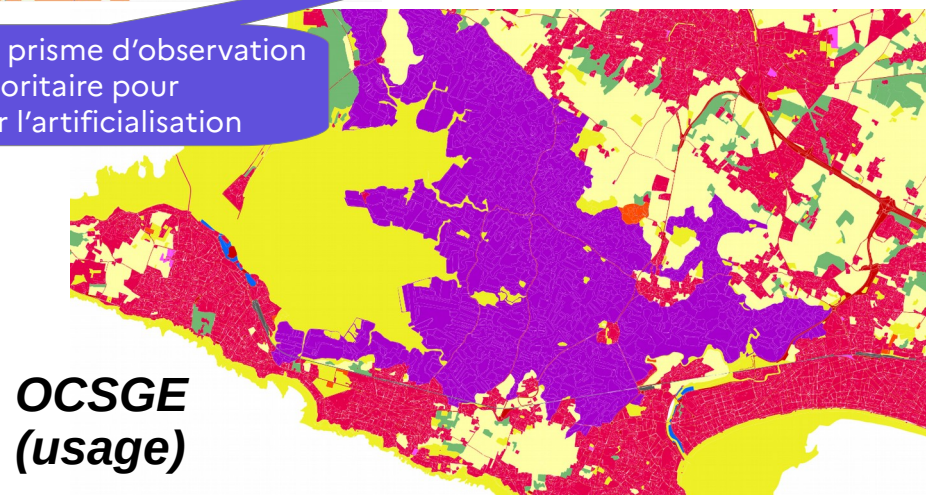 prisme d'observation
oritaire pour
r l'artificialisation
OCSGE
(usage)